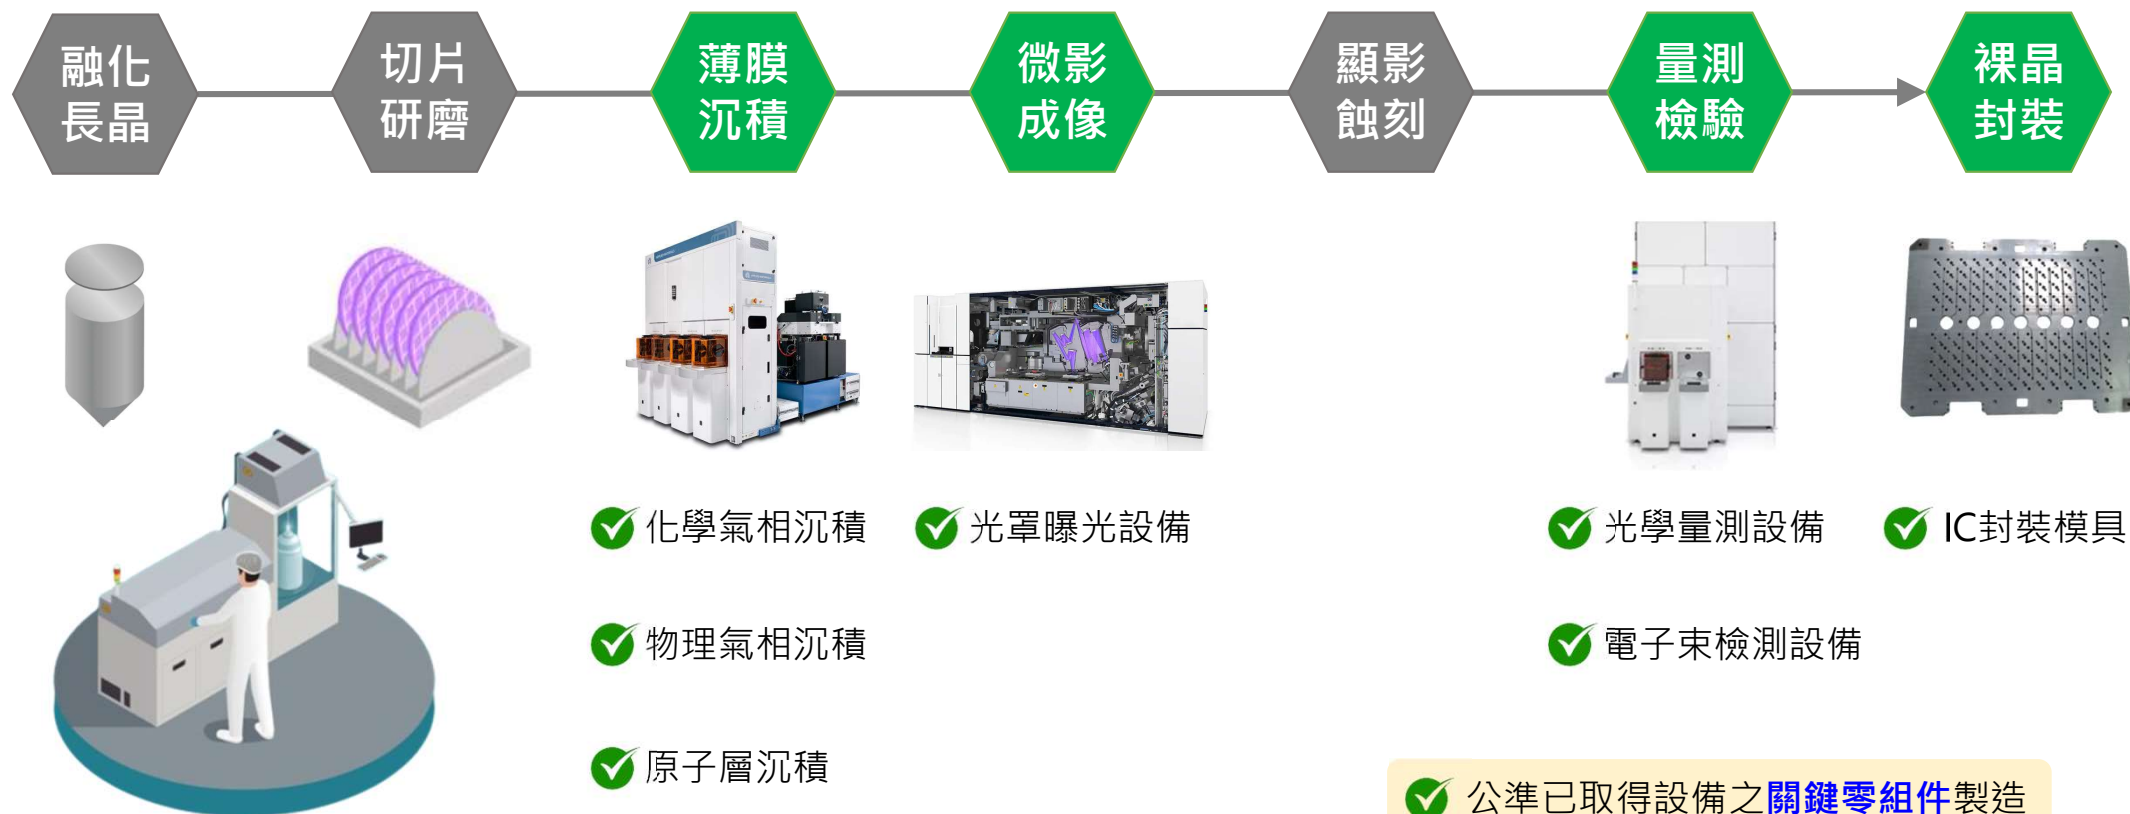 融化
長晶
切片
研磨
薄膜
沉積
微影
成像
顯影
蝕刻
量測
檢驗
裸晶
封裝
化學氣相沉積
光罩曝光設備
光學量測設備
IC封裝模具
物理氣相沉積
電子束檢測設備
原子層沉積
公準已取得設備之關鍵零組件製造